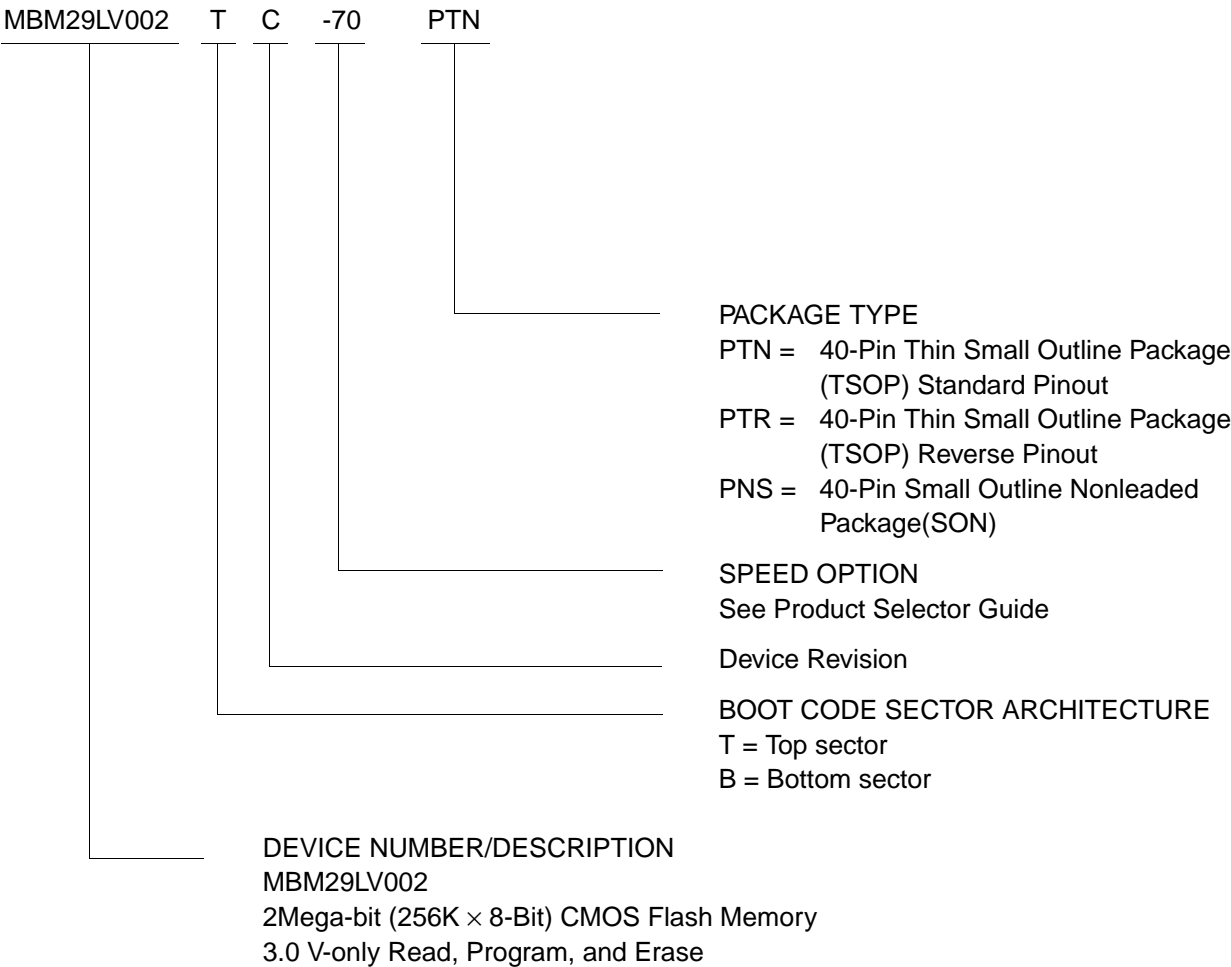 MBM29LV002 T C -70 PTN
PACKAGE TYPE
PTN = 40-Pin Thin Small Outline Package
(TSOP) Standard Pinout
PTR = 40-Pin Thin Small Outline Package
(TSOP) Reverse Pinout
PNS = 40-Pin Small Outline Nonleaded
Package(SON)
SPEED OPTION
See Product Selector Guide
Device Revision
BOOT CODE SECTOR ARCHITECTURE
T = Top sector
B = Bottom sector
DEVICE NUMBER/DESCRIPTION
MBM29LV002
2Mega-bit (256K × 8-Bit) CMOS Flash Memory
3.0 V-only Read, Program, and Erase